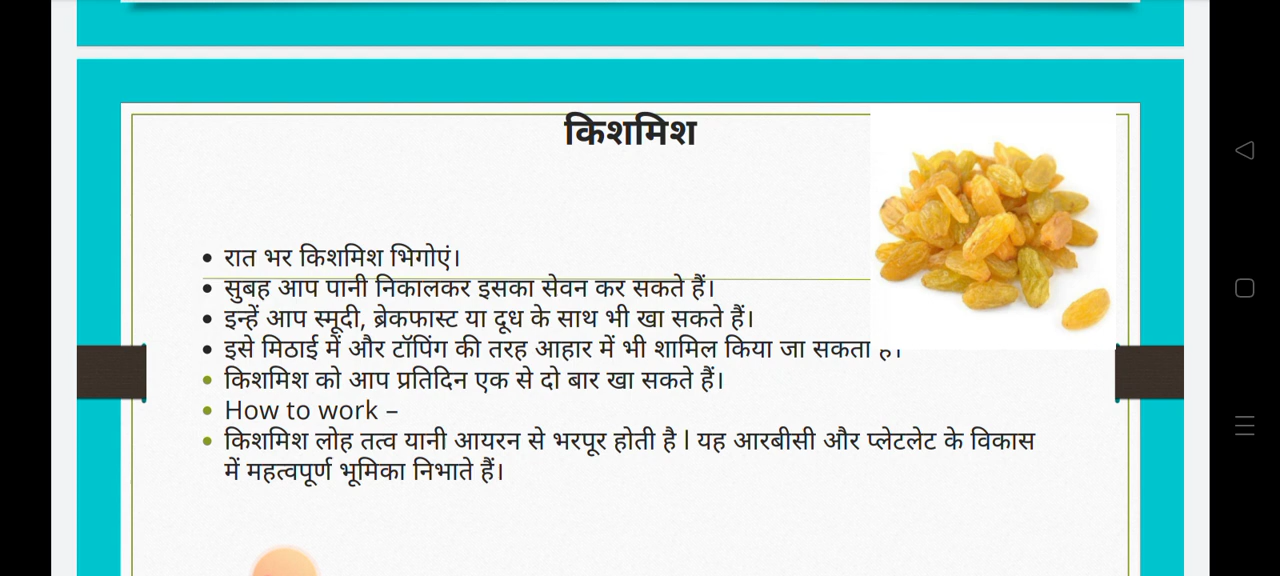 किशमिश
• रात भर किशमिश भिगोएं।
• सुबह आप पानी निकालकर इसका सेवन कर सकते हैं।
• इन्हें आप स्मूदी, ब्रेकफास्ट या दूध के साथ भी खा सकते हैं।
• इसे मिठाई में और टॉपिंग की तरह आहार में भी शामिल किया जा सकता है।
• किशमिश को आप प्रतिदिन एक से दो बार खा सकते हैं।
• How to work –
• किशमिश लोह तत्व यानी आयरन से भरपूर होती है l यह आरबीसी और प्लेटलेट के विकास
में महत्वपूर्ण भूमिका निभाते हैं।